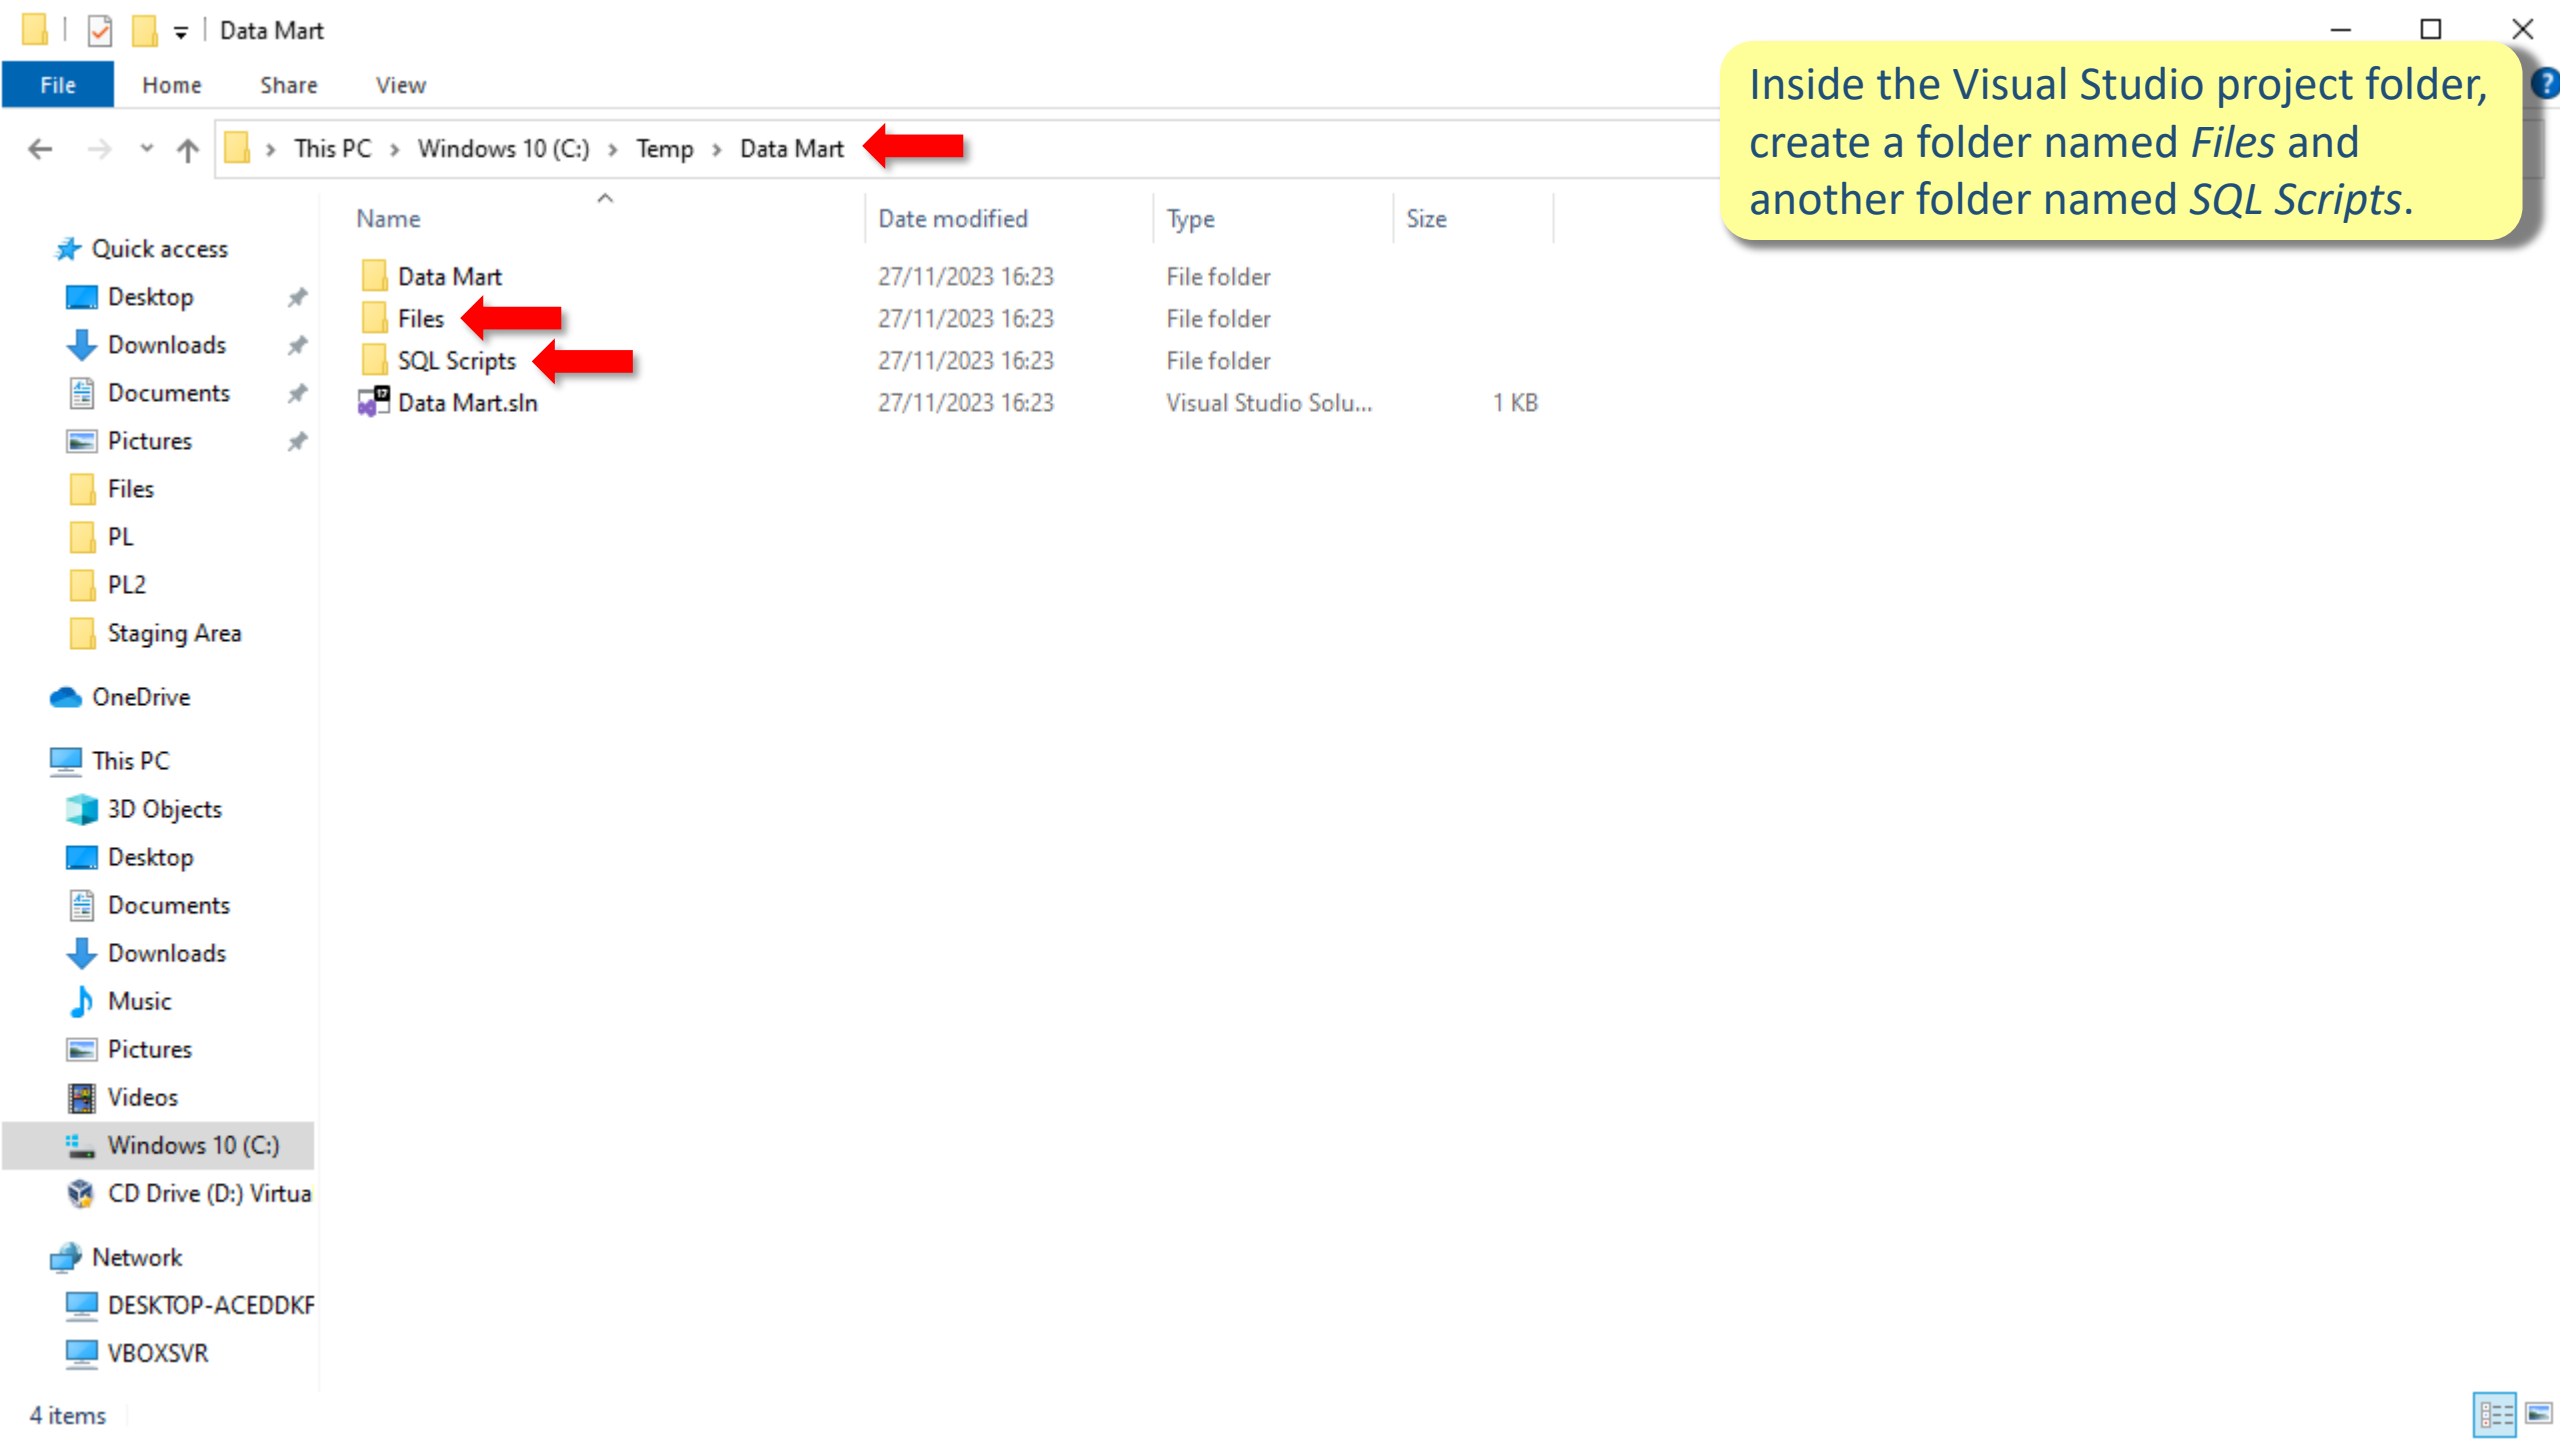 Data Mart
File Home Share View
This PC > Windows 10 (C:) > Temp > Data Mart
Inside the Visual Studio project folder,
create a folder named Files and
another folder named SQL Scripts.
Name Date modified Type Size
Data Mart 27/11/2023 16:23 File folder
Files 27/11/2023 16:23 File folder
SQL Scripts 27/11/2023 16:23 File folder
Data Mart.sln 27/11/2023 16:23 Visual Studio Solu... 1 KB
Quick access
Desktop
Downloads
Documents
Pictures
Files
PL
PL2
Staging Area
OneDrive
This PC
3D Objects
Desktop
Documents
Downloads
Music
Pictures
Videos
Windows 10 (C:)
CD Drive (D:) Virtua
Network
DESKTOP-ACEDDKF
VBOXSVR
4 items